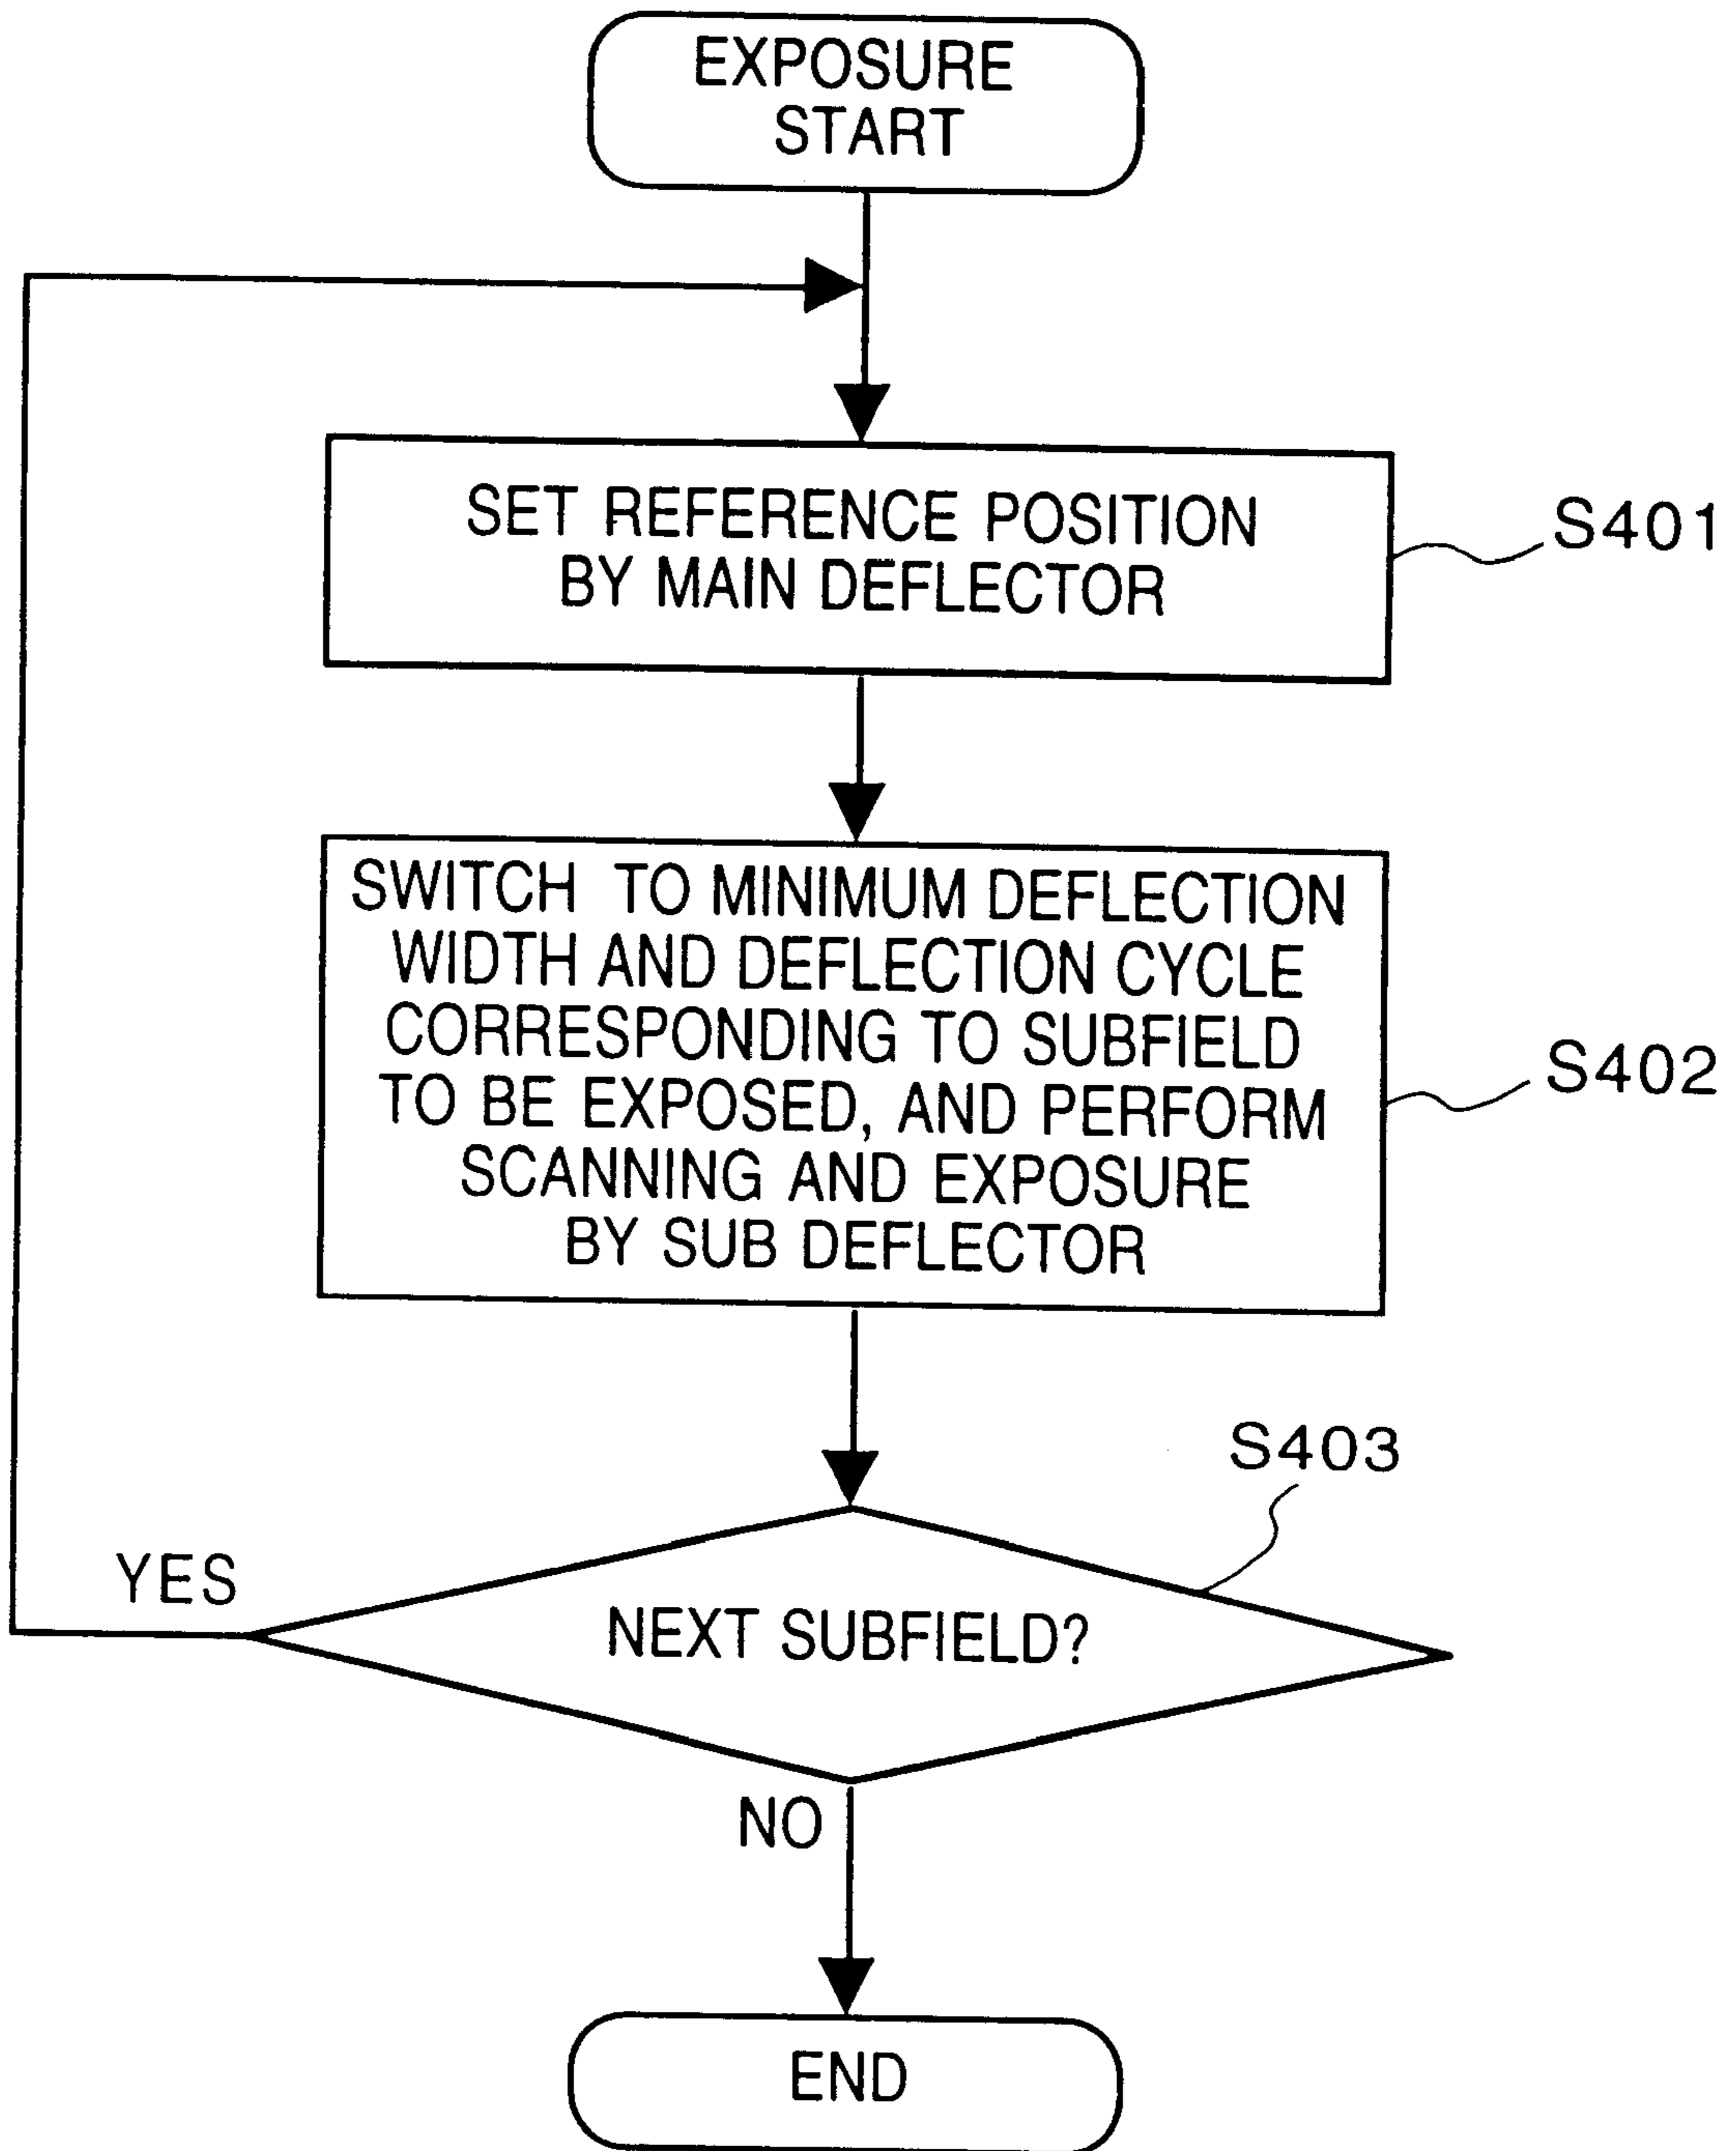 EXPOSURE
START
SET REFERENCE POSITION
BY MAIN DEFLECTOR
S401
SWITCH TO MINIMUM DEFLECTION
WIDTH AND DEFLECTION CYCLE
CORRESPONDING TO SUBFIELD
TO BE EXPOSED, AND PERFORM
SCANNING AND EXPOSURE
BY SUB DEFLECTOR
S402
S403
YES
NEXT SUBFIELD?
NO
END